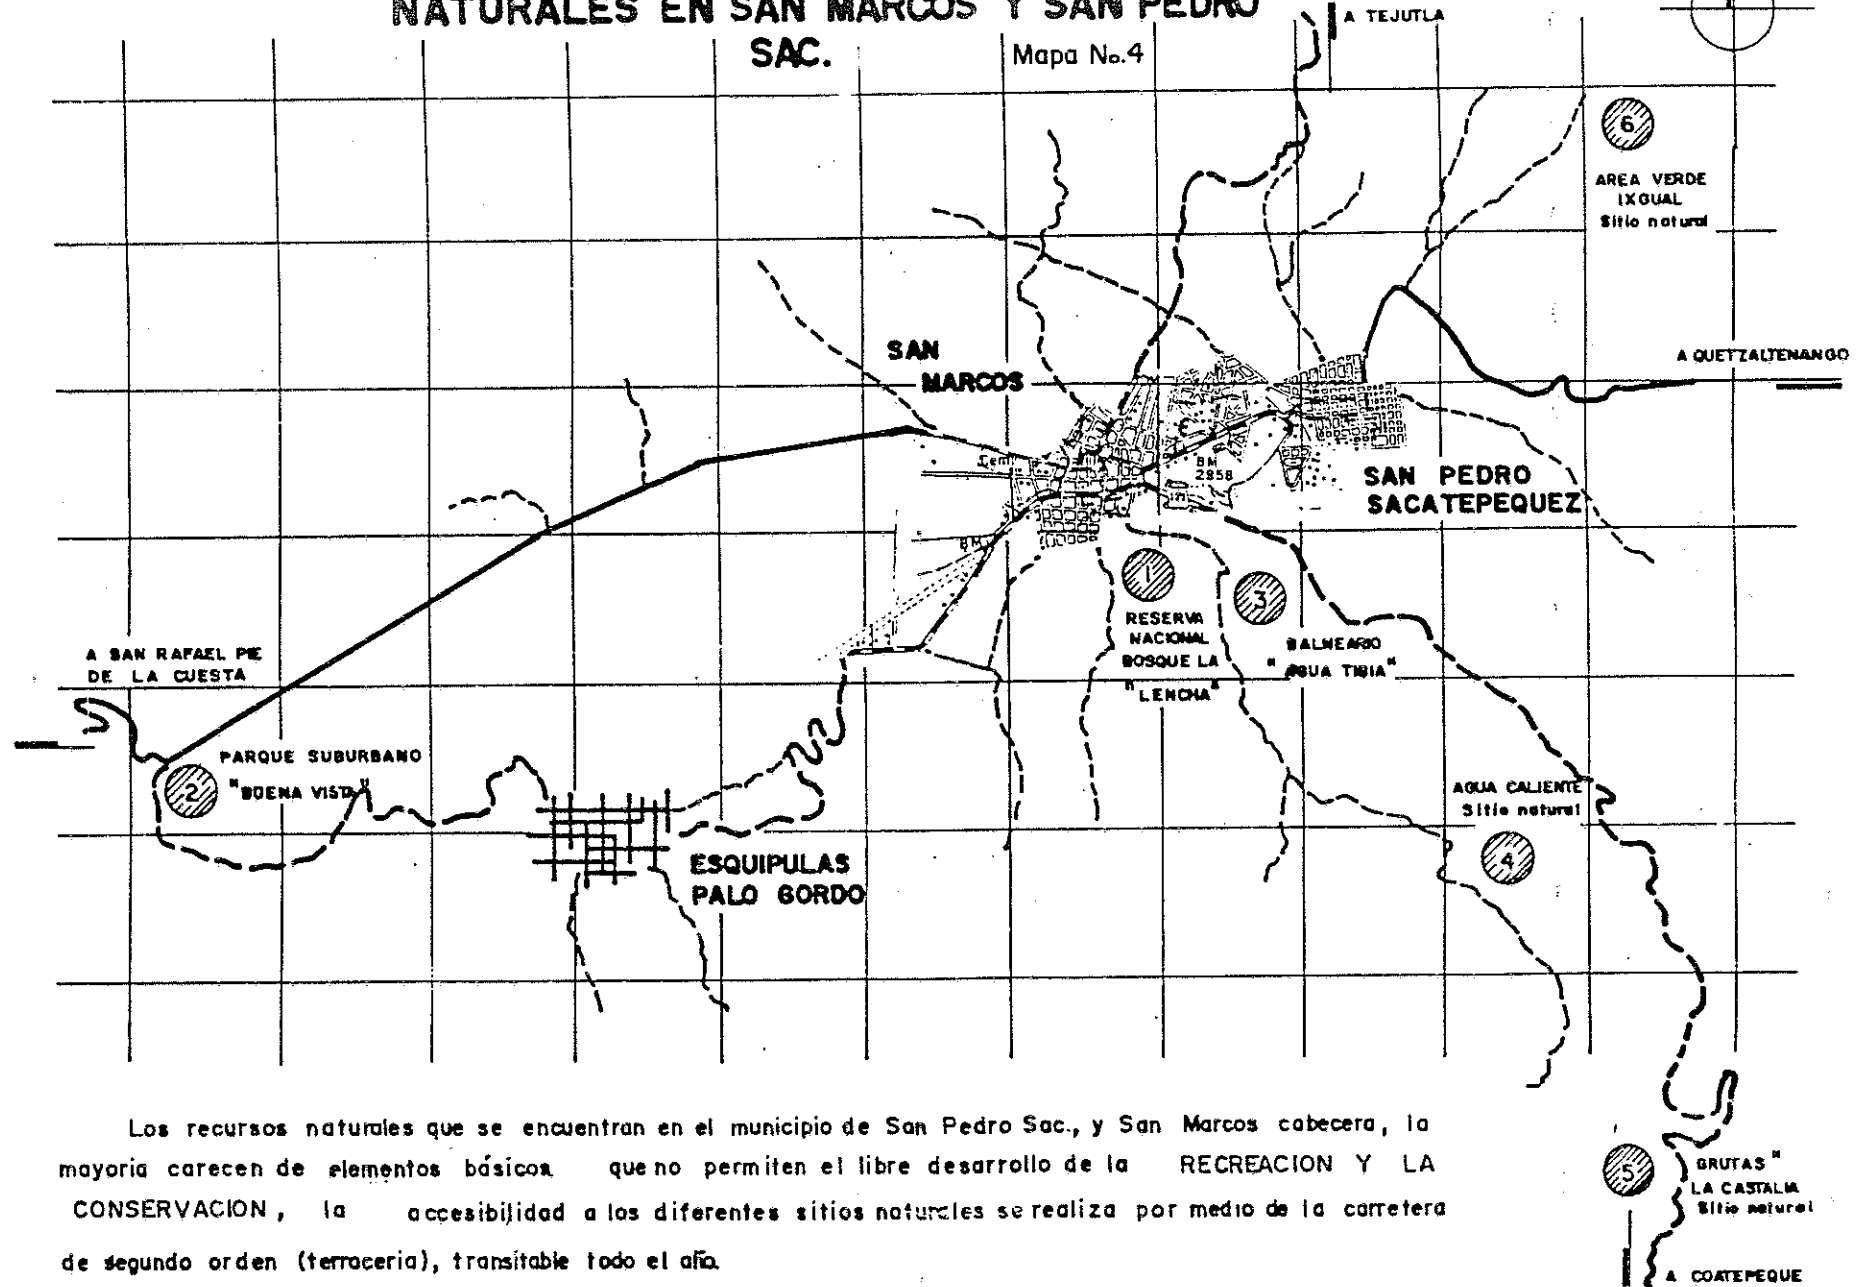 NATURALES EN SAN MARCOS Y SAN PEDRO
SAC.
Mapa No.4
A TEJUTLA
6
AREA VERDE
IXGUAL
Sitio natural
SAN
MARCOS
A QUETZALTENANGO
Cem
BM
2858
SAN PEDRO
SACATEPEQUEZ
BM
1
RESERVA
NACIONAL
BOSQUE LA
"LENCHA"
3
BALNEARIO
"AGUA TIBIA"
A SAN RAFAEL PIE
DE LA CUESTA
2
PARQUE SUBURBANO
"BUENA VISTA"
AGUA CALIENTE
Sitio natural
4
ESQUIPULAS
PALO GORDO
Los recursos naturales que se encuentran en el municipio de San Pedro Sac., y San Marcos cabecera, la
mayoria carecen de elementos básicos que no permiten el libre desarrollo de la RECREACION Y LA
CONSERVACION, la accesibilidad a los diferentes sitios naturales se realiza por medio de la carretera
de segundo orden (terraceria), transitable todo el año.
5
GRUTAS"
LA CASTALIA
Sitio natural
A COATEPEQUE